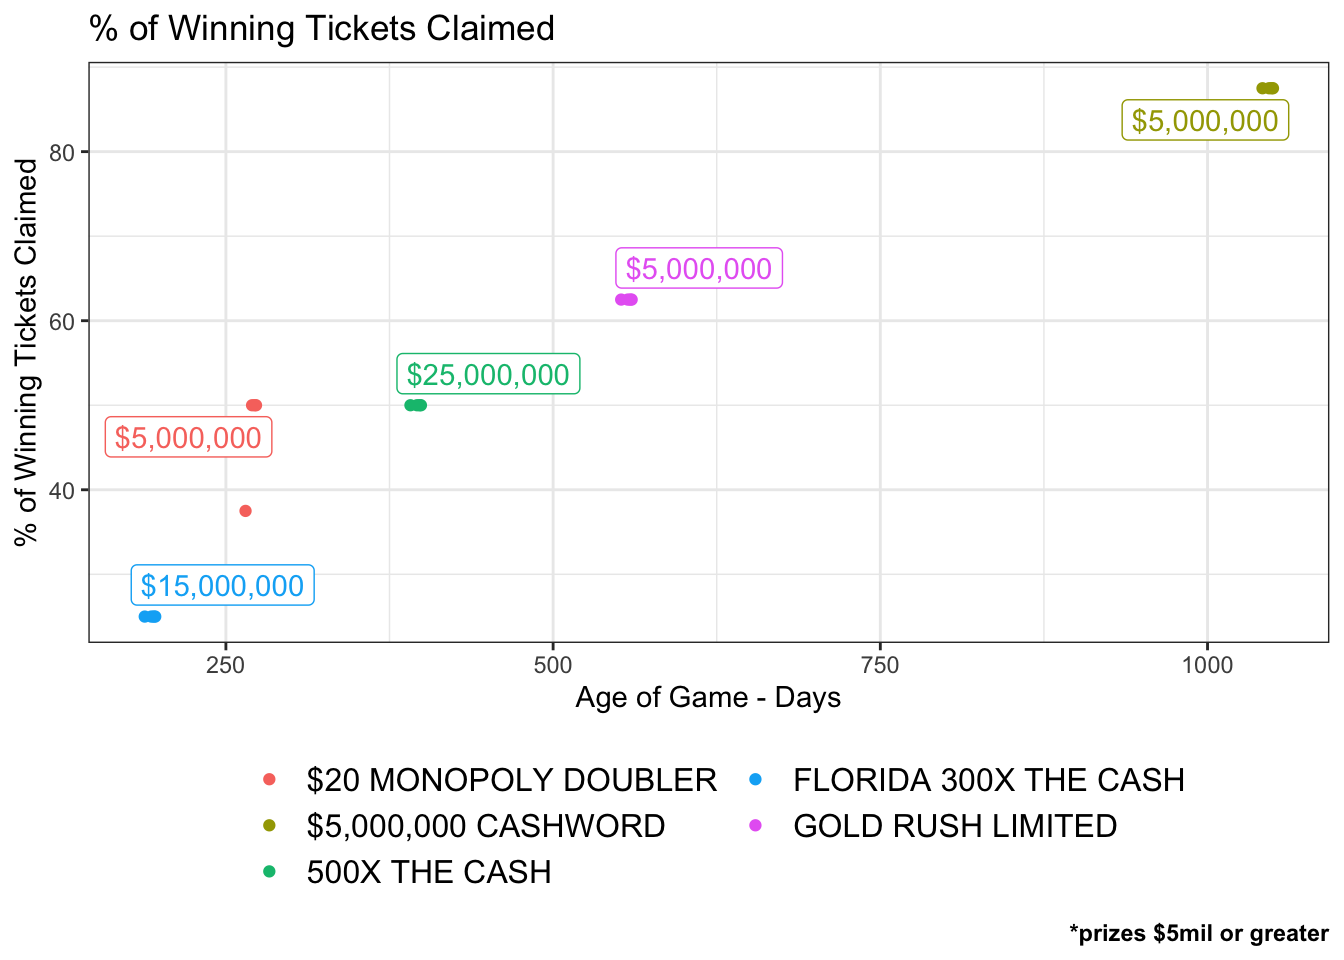 % of Winning Tickets Claimed
% of Winning Tickets Claimed
80
60
40
$5,000,000
$5,000,000
$25,000,000
$5,000,000
$15,000,000
250 500 750 1000
Age of Game - Days
$20 MONOPOLY DOUBLER
$5,000,000 CASHWORD
500X THE CASH
FLORIDA 300X THE CASH
GOLD RUSH LIMITED
*prizes $5mil or greater